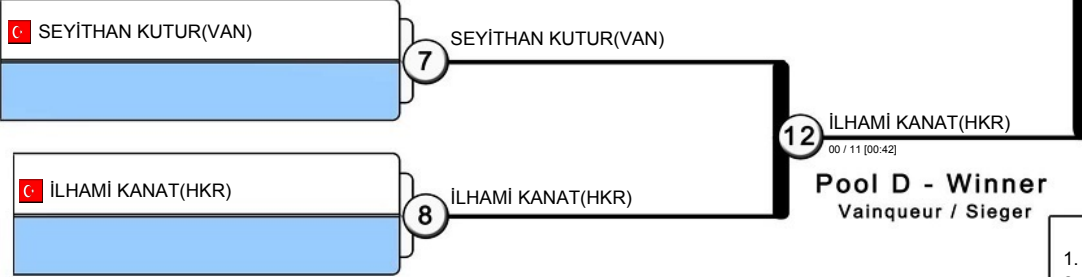 SEYİTHAN KUTUR(VAN)
7
SEYİTHAN KUTUR(VAN)
12
İLHAMİ KANAT(HKR)
00 / 11 [00:42]
İLHAMİ KANAT(HKR)
8
İLHAMİ KANAT(HKR)
Pool D - Winner
Vainqueur / Sieger
1.